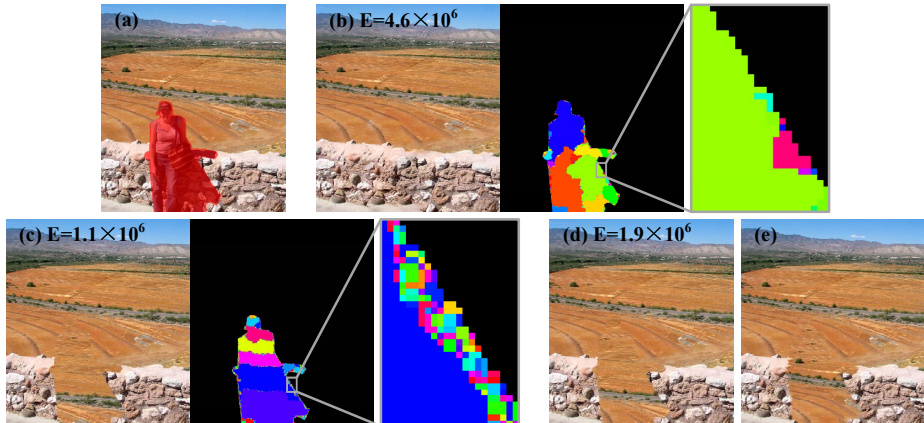 (a)
(b) E=4.6×10⁶
(c) E=1.1×10⁶
(d) E=1.9×10⁶
(e)